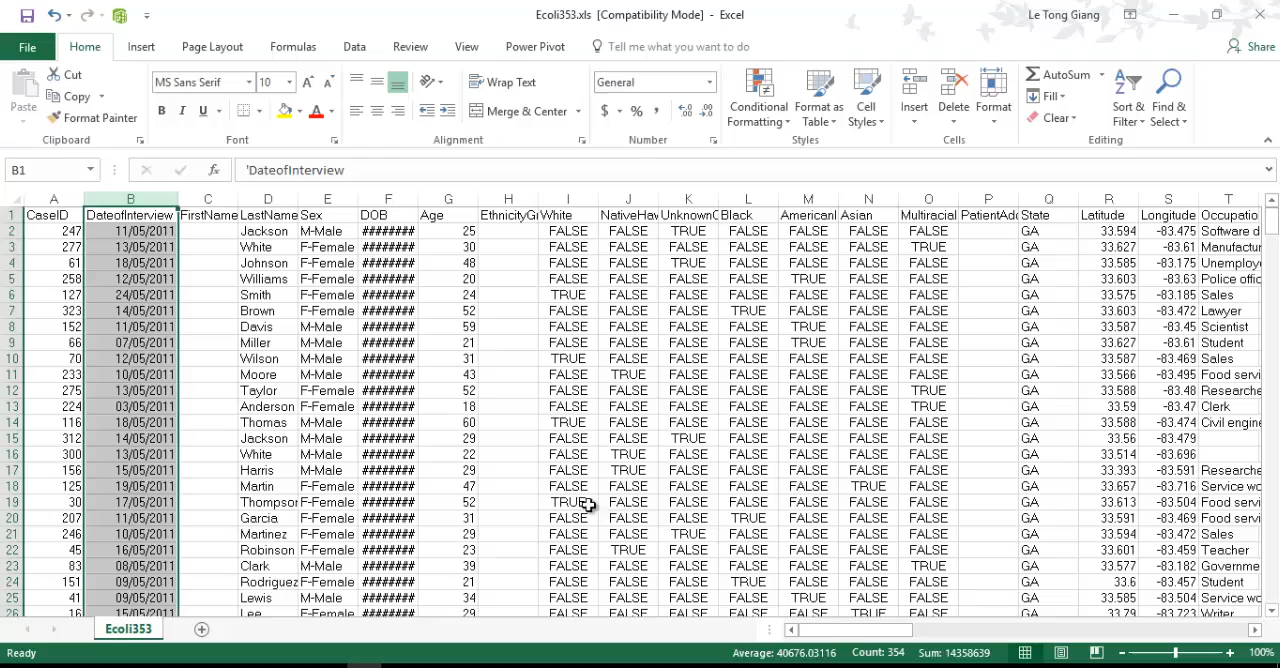 Ecoli353.xls [Compatibility Mode] - Excel
Le Tong Giang
File Home Insert Page Layout Formulas Data Review View Power Pivot Tell me what you want to do Share
Paste Cut Copy Format Painter Clipboard
MS Sans Serif 10 A A B I U A Font
Wrap Text Merge & Center Alignment
General $ % , Number
Conditional Formatting Format as Table Cell Styles Styles
Insert Delete Format Cells
AutoSum Fill Clear Sort & Filter Find & Select Editing
B1 fx 'DateofInterview
A B C D E F G H I J K L M N O P Q R S T
1 CaseID DateofInterview FirstName LastName Sex DOB Age EthnicityGr White NativeHav UnknownC Black AmericanI Asian Multiracial PatientAdd State Latitude Longitude Occupatio
2 247 11/05/2011 Jackson M-Male ######## 25 FALSE FALSE TRUE FALSE FALSE FALSE FALSE GA 33.594 -83.475 Software d
3 277 13/05/2011 White F-Female ######## 30 FALSE FALSE FALSE FALSE FALSE FALSE TRUE GA 33.627 -83.61 Manufactur
4 61 18/05/2011 Johnson F-Female ######## 48 FALSE FALSE TRUE FALSE FALSE FALSE FALSE GA 33.585 -83.175 Unemploye
5 258 12/05/2011 Williams F-Female ######## 20 FALSE FALSE FALSE FALSE TRUE FALSE FALSE GA 33.603 -83.63 Police offic
6 127 24/05/2011 Smith F-Female ######## 24 TRUE FALSE FALSE FALSE FALSE FALSE FALSE GA 33.575 -83.185 Sales
7 323 14/05/2011 Brown F-Female ######## 52 FALSE FALSE FALSE TRUE FALSE FALSE FALSE GA 33.603 -83.472 Lawyer
8 152 11/05/2011 Davis M-Male ######## 59 FALSE FALSE FALSE FALSE TRUE FALSE FALSE GA 33.587 -83.45 Scientist
9 66 07/05/2011 Miller M-Male ######## 21 FALSE FALSE FALSE FALSE TRUE FALSE FALSE GA 33.627 -83.61 Student
10 70 12/05/2011 Wilson F-Female ######## 31 TRUE FALSE FALSE FALSE FALSE FALSE FALSE GA 33.587 -83.469 Sales
11 233 10/05/2011 Moore M-Male ######## 43 FALSE TRUE FALSE FALSE FALSE FALSE FALSE GA 33.566 -83.495 Food servi
12 275 13/05/2011 Taylor F-Female ######## 52 FALSE FALSE FALSE FALSE FALSE FALSE TRUE GA 33.588 -83.48 Researche
13 224 03/05/2011 Anderson F-Female ######## 18 FALSE FALSE FALSE FALSE FALSE FALSE TRUE GA 33.59 -83.47 Clerk
14 116 18/05/2011 Thomas M-Male ######## 60 TRUE FALSE FALSE FALSE FALSE FALSE FALSE GA 33.588 -83.474 Civil engine
15 312 14/05/2011 Jackson M-Male ######## 29 FALSE FALSE TRUE FALSE FALSE FALSE FALSE GA 33.56 -83.479
16 300 13/05/2011 White M-Male ######## 22 FALSE TRUE FALSE FALSE FALSE FALSE FALSE GA 33.514 -83.696
17 156 15/05/2011 Harris M-Male ######## 29 FALSE TRUE FALSE FALSE FALSE FALSE FALSE GA 33.393 -83.591 Researche
18 125 19/05/2011 Martin F-Female ######## 47 FALSE FALSE FALSE FALSE FALSE TRUE FALSE GA 33.657 -83.716 Service wo
19 30 17/05/2011 Thompson F-Female ######## 52 TRUE FALSE FALSE FALSE FALSE FALSE FALSE GA 33.613 -83.504 Food servi
20 207 11/05/2011 Garcia F-Female ######## 31 FALSE FALSE FALSE TRUE FALSE FALSE FALSE GA 33.591 -83.469 Food servi
21 246 10/05/2011 Martinez F-Female ######## 29 FALSE FALSE TRUE FALSE FALSE FALSE FALSE GA 33.594 -83.472 Sales
22 45 16/05/2011 Robinson F-Female ######## 23 FALSE TRUE FALSE FALSE FALSE FALSE FALSE GA 33.601 -83.459 Teacher
23 83 08/05/2011 Clark M-Male ######## 39 FALSE FALSE FALSE FALSE FALSE FALSE TRUE GA 33.577 -83.182 Governme
24 151 09/05/2011 Rodriguez F-Female ######## 21 FALSE FALSE FALSE TRUE FALSE FALSE FALSE GA 33.6 -83.457 Student
25 41 09/05/2011 Lewis M-Male ######## 34 FALSE FALSE FALSE FALSE TRUE FALSE FALSE GA 33.585 -83.504 Service wo
26 16 15/05/2011 Lee F-Female ######## 29 FALSE FALSE FALSE FALSE FALSE TRUE FALSE GA 33.79 -83.723 Writer
Ecoli353
Ready Average: 40676.03116 Count: 354 Sum: 14358639 100%